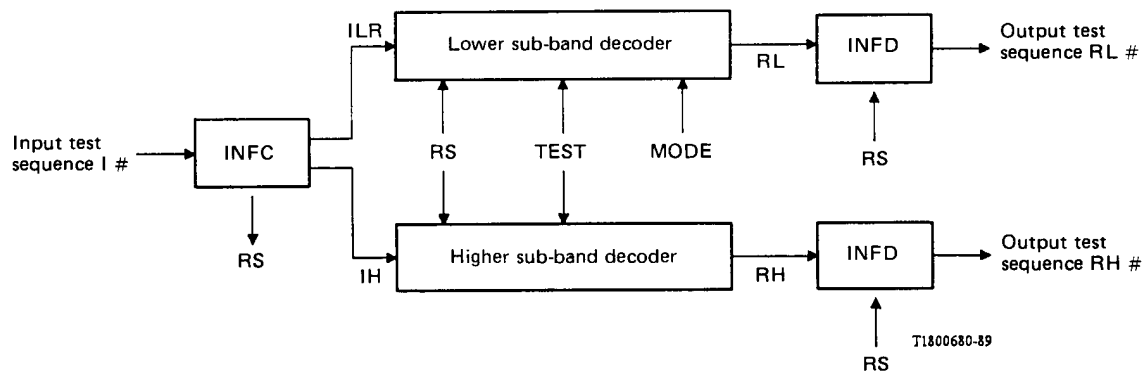 ILR
Lower sub-band decoder
RL
INFD
Output test
sequence RL #
Input test
sequence I #
INFC
RS
TEST
MODE
RS
RS
IH
Higher sub-band decoder
RH
INFD
Output test
sequence RH #
RS
T1800680-89